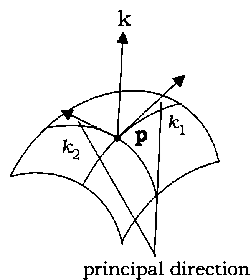 k
p
k₁
k₂
principal direction